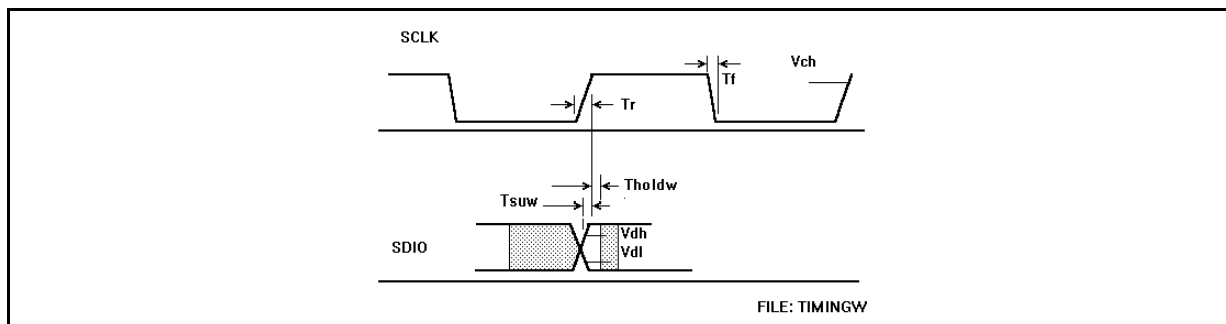 SCLK
Vch
Tf
Tr
Tholdw
Tsuw
Vdh
Vdl
SDIO
FILE: TIMINGW